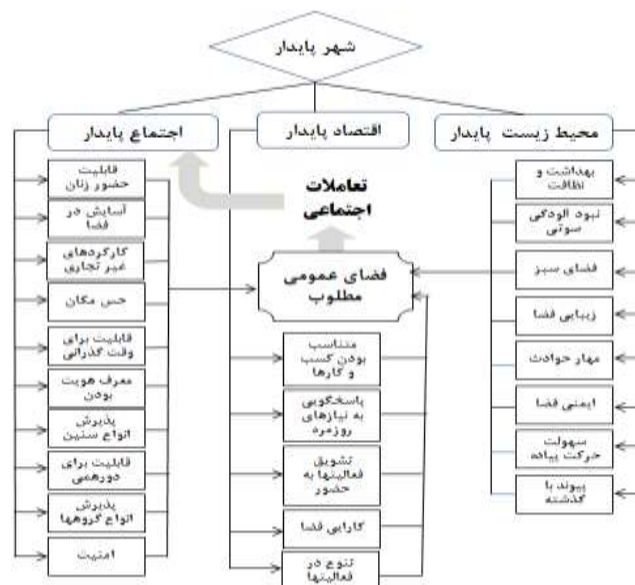 شهر پایدار
محیط زیست پایدار
اقتصاد پایدار
اجتماع پایدار
بهداشت و
نظافت
نبود آلودگی
صوتی
فضای سبز
زیبایی فضا
مهار حوادث
ایمنی فضا
سهولت
حرکت پیاده
پیوند با
گذشته
تعاملات
اجتماعی
فضای عمومی
مطلوب
متناسب
بودن کسب
و کارها
پاسخگویی
به نیازهای
روزمره
تشویق
فعالیتها به
حضور
کارایی فضا
تنوع در
فعالیتها
قابلیت
حضور زنان
آسایش در
فضا
کارکردهای
غیر تجاری
حس مکان
قابلیت برای
وقت گذرانی
معرف هویت
بودن
پذیرش
انواع سنین
قابلیت برای
دورهمی
پذیرش
انواع گروهها
امنیت